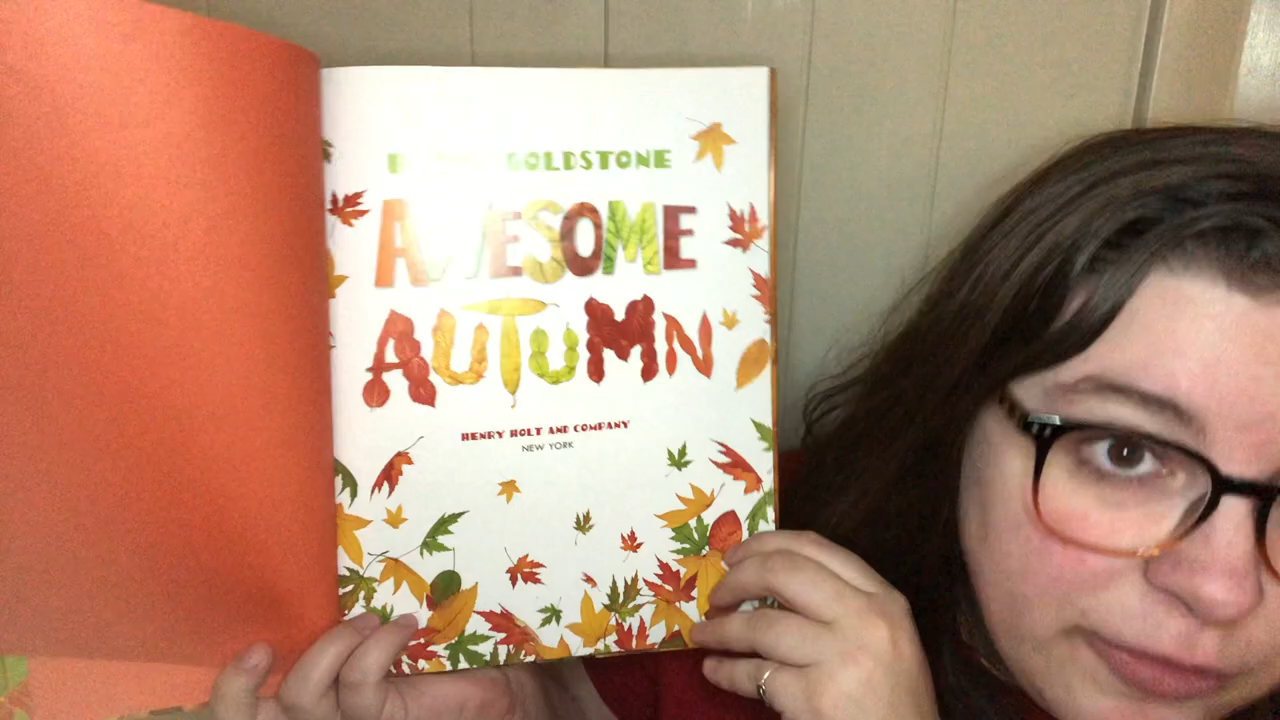 GOLDSTONE
AWESOME
AUTUMN
HENRY HOLT AND COMPANY
NEW YORK